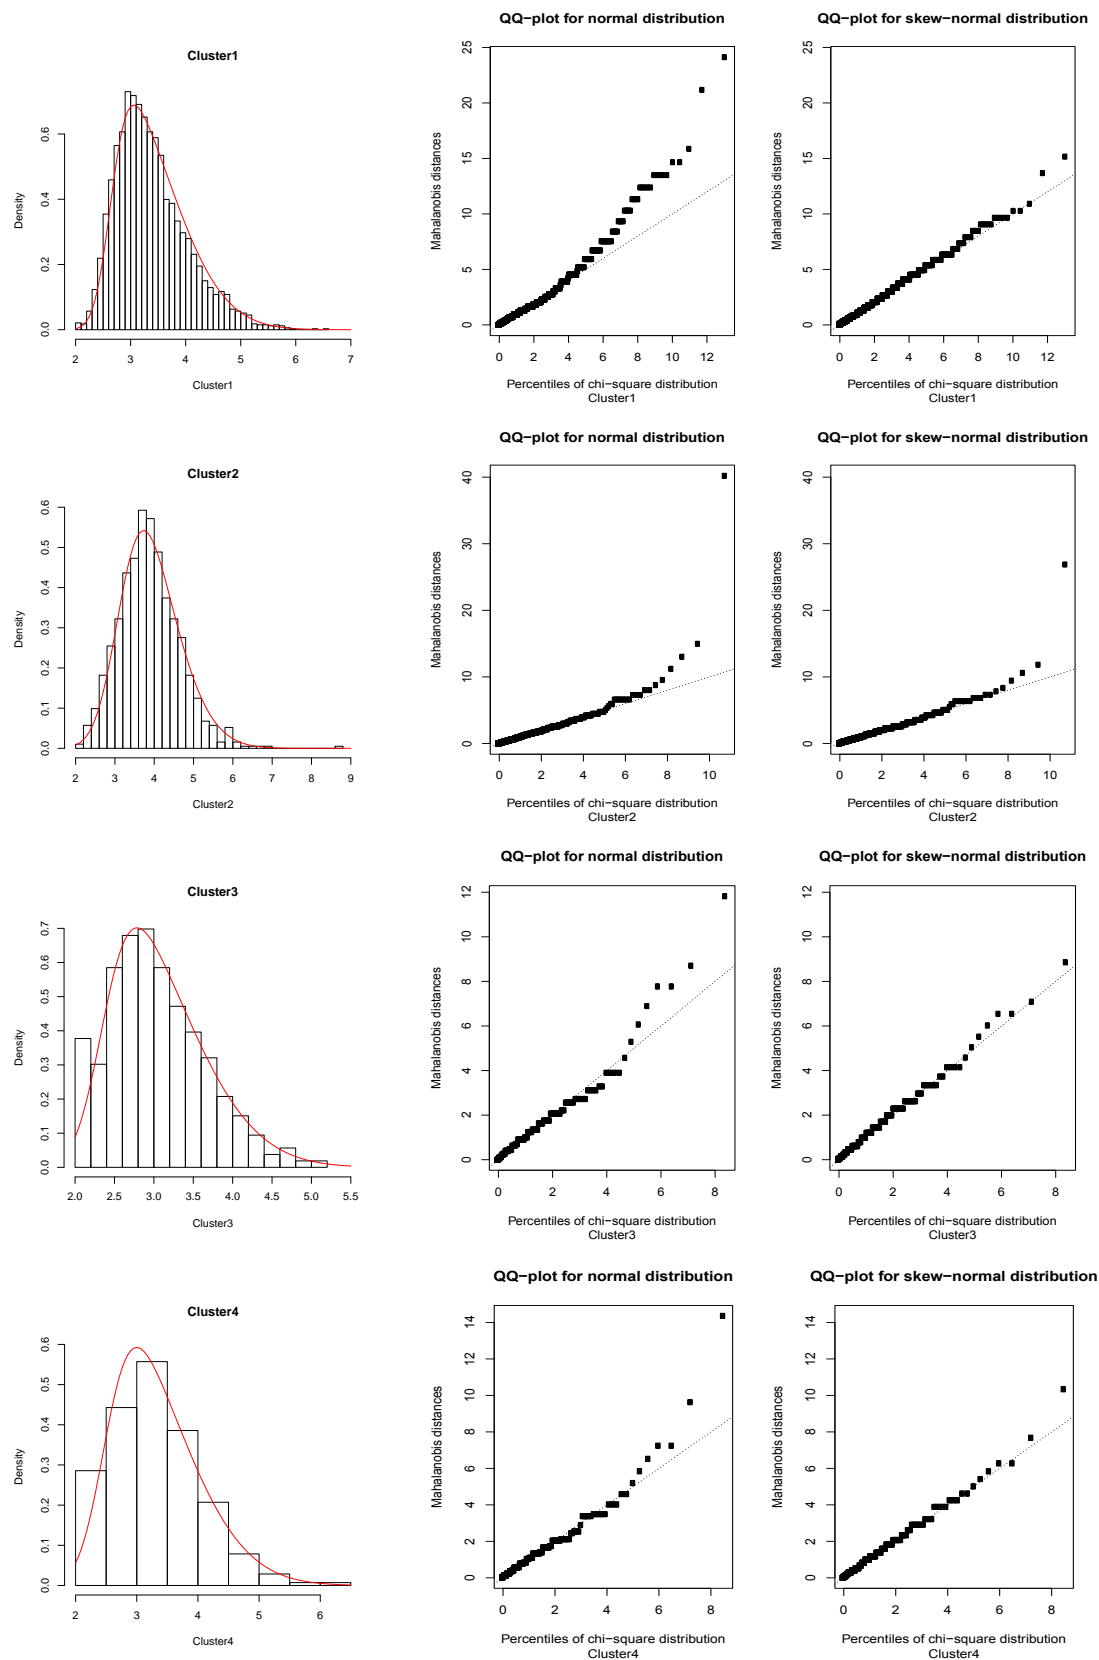 Cluster1
Density
0.0 0.2 0.4 0.6
2 3 4 5 6 7
Cluster1
QQ−plot for normal distribution
Mahalanobis distances
0 5 10 15 20 25
0 2 4 6 8 10 12
Percentiles of chi−square distribution
Cluster1
QQ−plot for skew−normal distribution
Mahalanobis distances
0 5 10 15 20 25
0 2 4 6 8 10 12
Percentiles of chi−square distribution
Cluster1
Cluster2
Density
0.0 0.1 0.2 0.3 0.4 0.5 0.6
2 3 4 5 6 7 8 9
Cluster2
QQ−plot for normal distribution
Mahalanobis distances
0 10 20 30 40
0 2 4 6 8 10
Percentiles of chi−square distribution
Cluster2
QQ−plot for skew−normal distribution
Mahalanobis distances
0 10 20 30 40
0 2 4 6 8 10
Percentiles of chi−square distribution
Cluster2
Cluster3
Density
0.0 0.1 0.2 0.3 0.4 0.5 0.6 0.7
2.0 2.5 3.0 3.5 4.0 4.5 5.0 5.5
Cluster3
QQ−plot for normal distribution
Mahalanobis distances
0 2 4 6 8 10 12
0 2 4 6 8
Percentiles of chi−square distribution
Cluster3
QQ−plot for skew−normal distribution
Mahalanobis distances
0 2 4 6 8 10 12
0 2 4 6 8
Percentiles of chi−square distribution
Cluster3
Cluster4
Density
0.0 0.1 0.2 0.3 0.4 0.5 0.6
2 3 4 5 6
Cluster4
QQ−plot for normal distribution
Mahalanobis distances
0 2 4 6 8 10 12 14
0 2 4 6 8
Percentiles of chi−square distribution
Cluster4
QQ−plot for skew−normal distribution
Mahalanobis distances
0 2 4 6 8 10 12 14
0 2 4 6 8
Percentiles of chi−square distribution
Cluster4